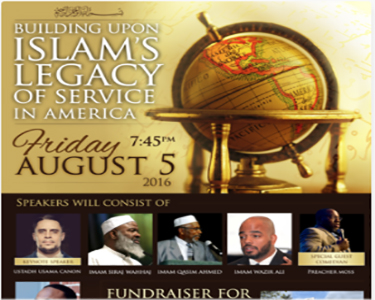 BUILDING UPON
ISLAM'S
LEGACY
OF SERVICE
IN AMERICA
Friday 7:45PM
AUGUST 5
2016
SPEAKERS WILL CONSIST OF
KEYNOTE SPEAKER
SPECIAL GUEST
COMEDIAN
USTADH USAMA CANON IMAM SIRAJ WAHHAJ IMAM QASIM AHMED IMAM WAZIR ALI PREACHER MOSS
FUNDRAISER FOR